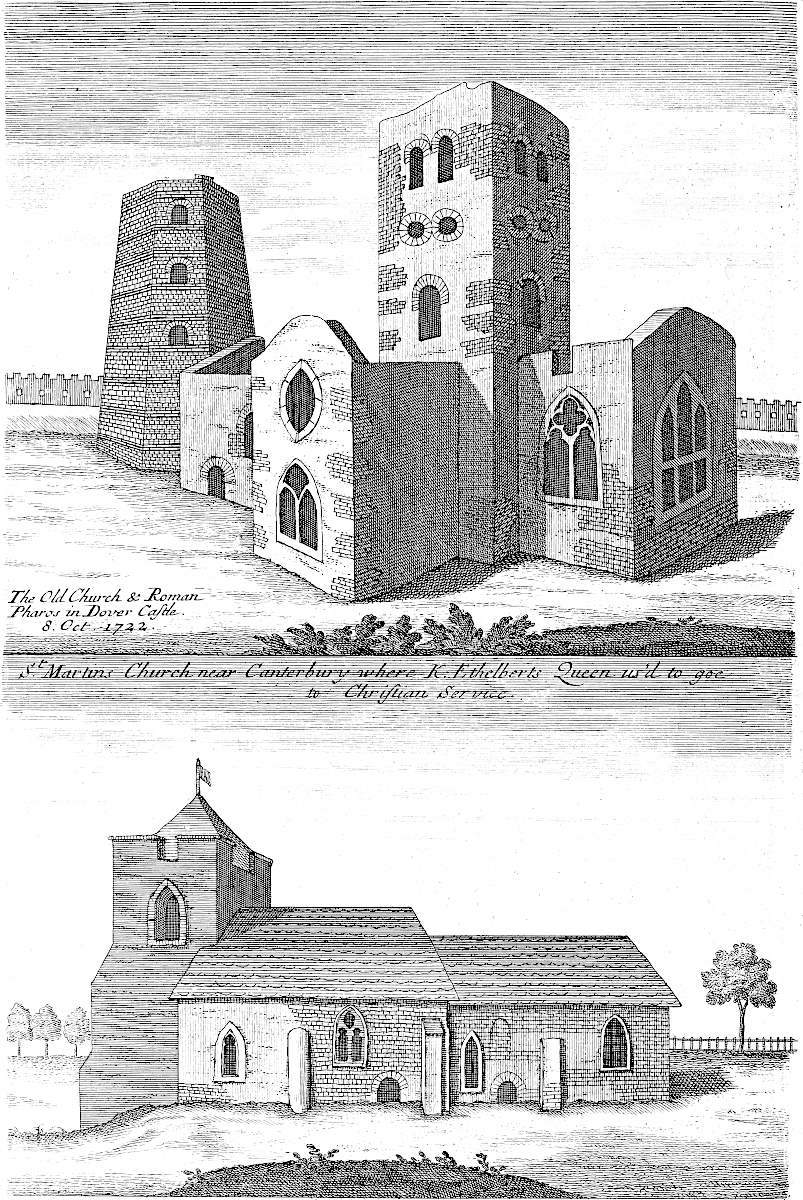 The Old Church & Roman
Pharos in Dover Caſtle.
8. Oct. 1722.
St. Martins Church near Canterbury where K. Ethelberts Queen us'd to goe
to Chriſtian Service.